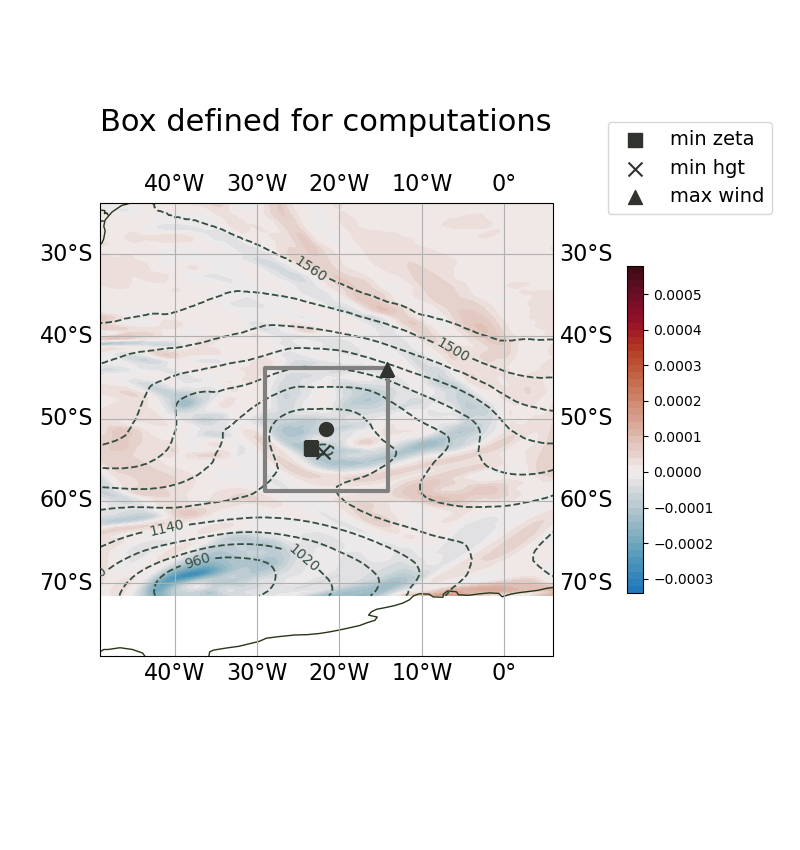 Box defined for computations
min zeta
min hgt
max wind
40°W 30°W 20°W 10°W 0°
30°S 30°S
40°S 40°S
50°S 50°S
60°S 60°S
70°S 70°S
1560
1500
1140
1020
960
0.0005
0.0004
0.0003
0.0002
0.0001
0.0000
−0.0001
−0.0002
−0.0003
40°W 30°W 20°W 10°W 0°